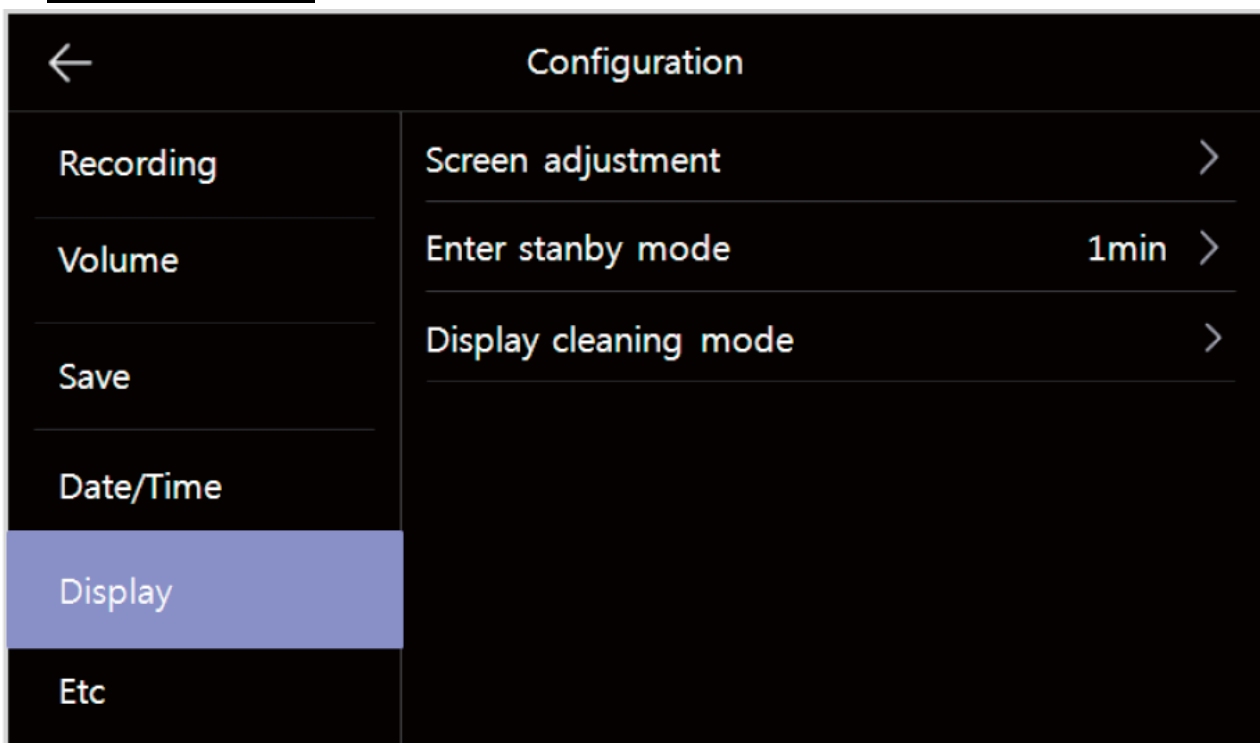 Configuration
Recording
Volume
Save
Date/Time
Display
Etc
Screen adjustment
Enter stanby mode 1min
Display cleaning mode